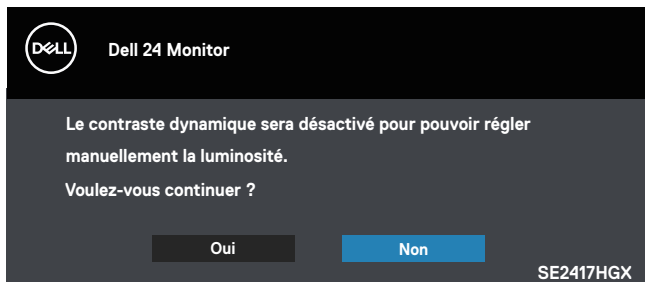 DELL
Dell 24 Monitor
Le contraste dynamique sera désactivé pour pouvoir régler
manuellement la luminosité.
Voulez-vous continuer ?
Oui
Non
SE2417HGX